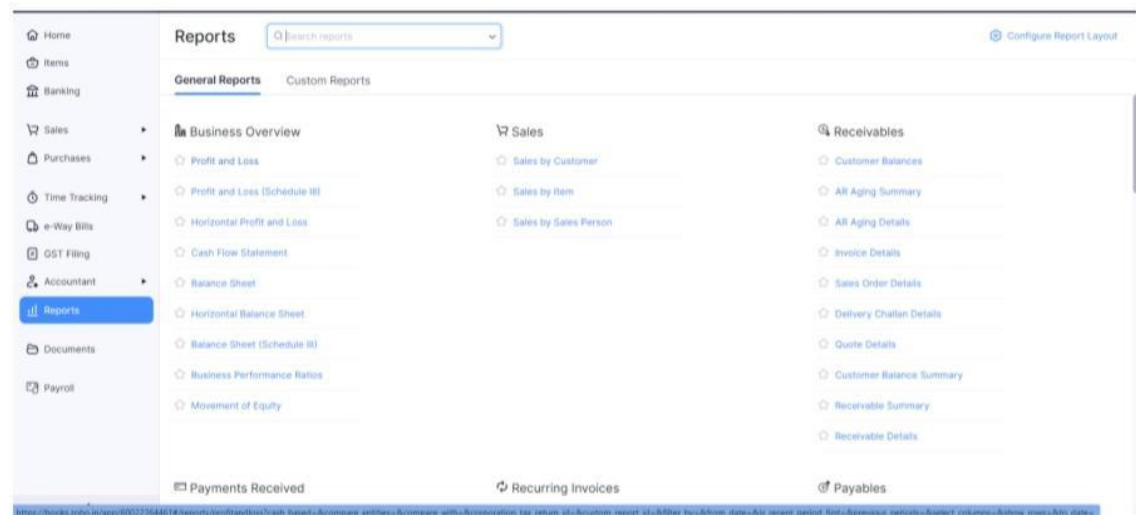 Home
Items
Banking
Sales
Purchases
Time Tracking
e-Way Bills
GST Filing
Accountant
Reports
Documents
Payroll
Reports
Search reports
Configure Report Layout
General Reports
Custom Reports
Business Overview
Profit and Loss
Profit and Loss (Schedule III)
Horizontal Profit and Loss
Cash Flow Statement
Balance Sheet
Horizontal Balance Sheet
Balance Sheet (Schedule III)
Business Performance Ratios
Movement of Equity
Sales
Sales by Customer
Sales by Item
Sales by Sales Person
Receivables
Customer Balances
AR Aging Summary
AR Aging Details
Invoice Details
Sales Order Details
Delivery Challan Details
Quote Details
Customer Balance Summary
Receivable Summary
Receivable Details
Payments Received
Recurring Invoices
Payables